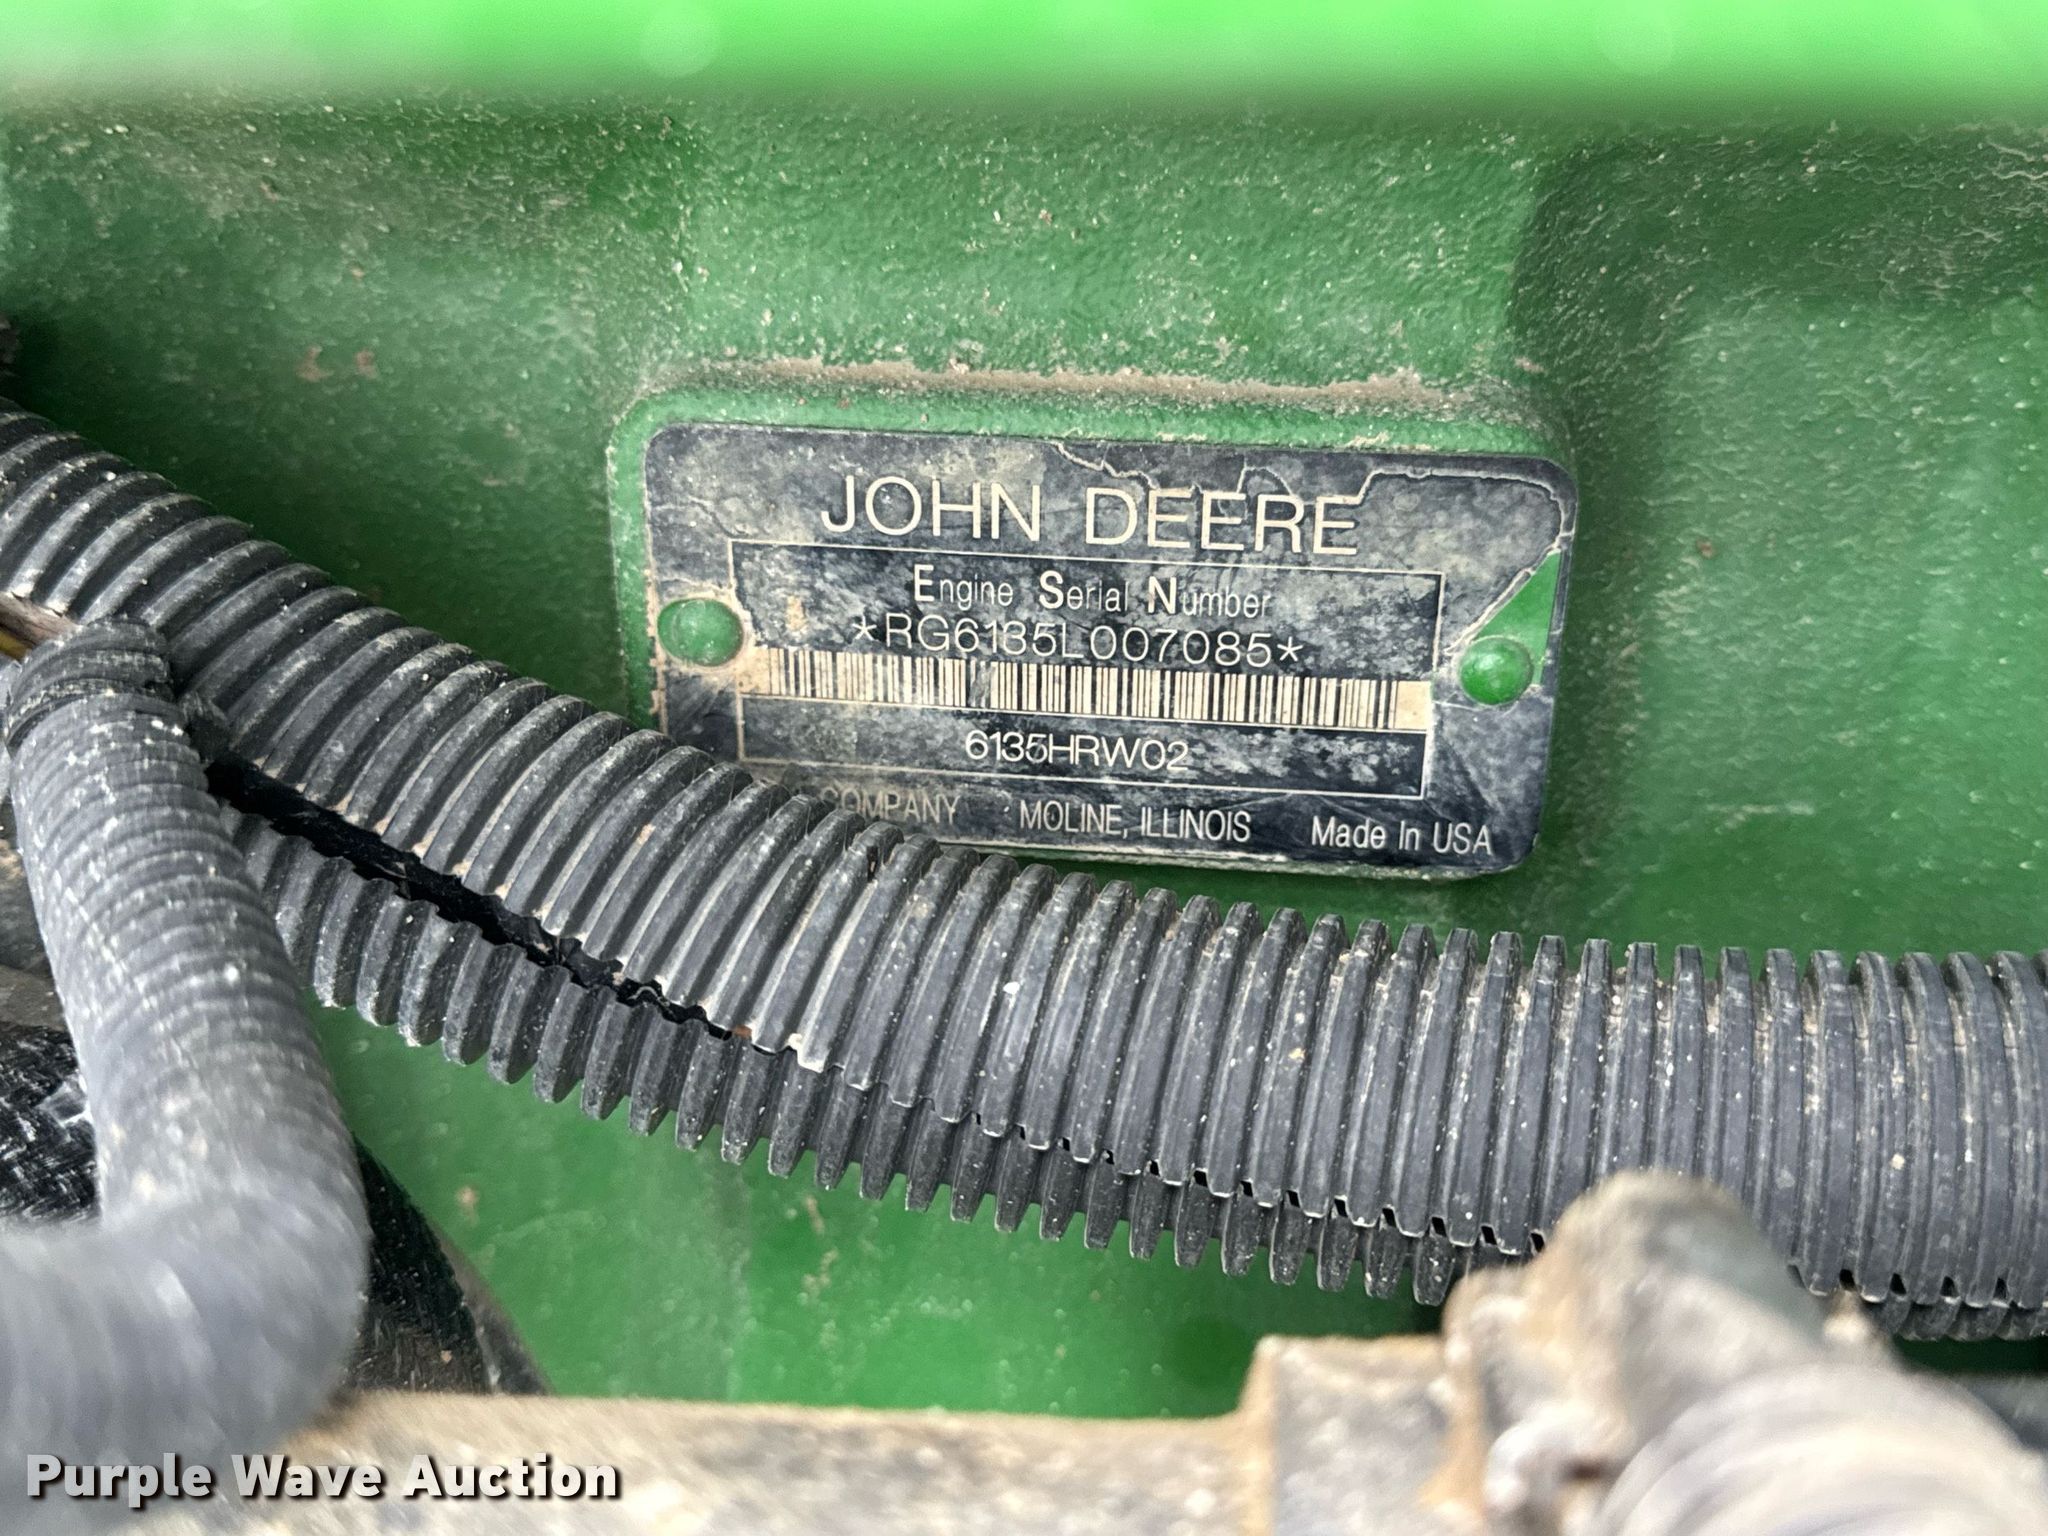 JOHN DEERE
Engine Serial Number
*RG6135L007085*
6135HRW02
COMPANY MOLINE, ILLINOIS Made In USA
Purple Wave Auction